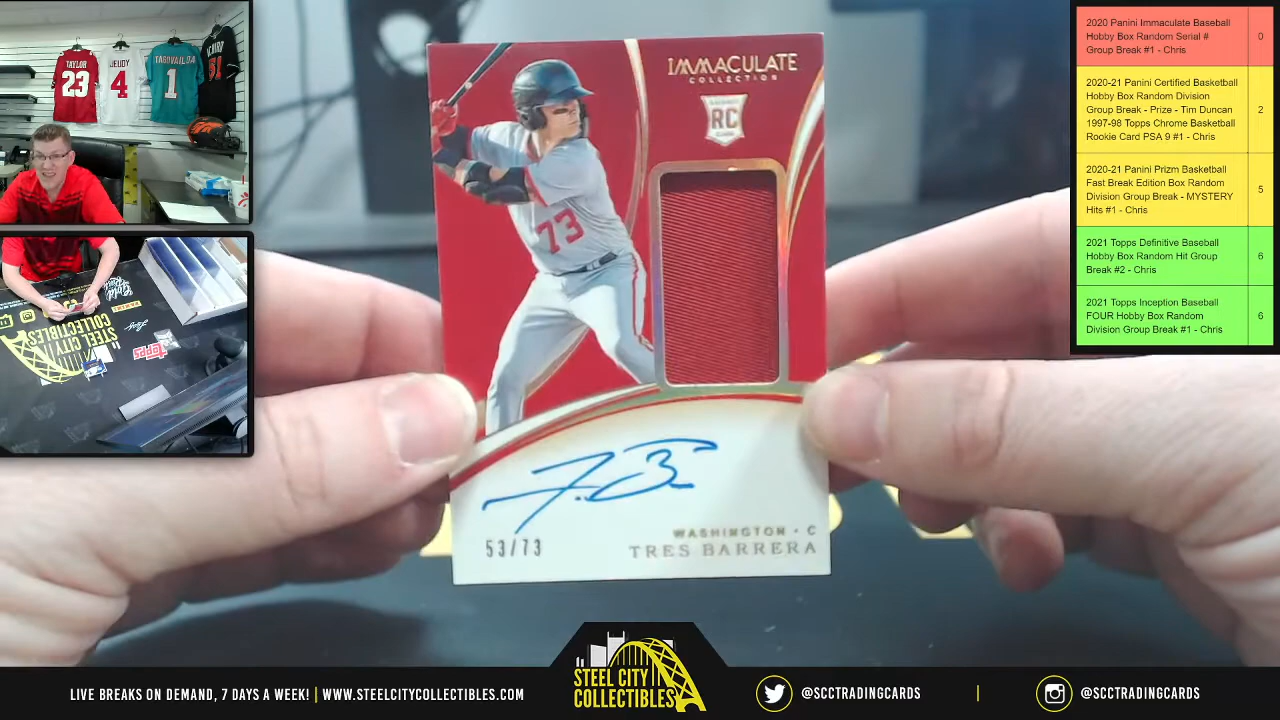 TAYLOR
23
JEUDY
4
TAGOVAILOA
1
51
STEEL CITY
COLLECTIBLES
topps
IMMACULATE
COLLECTION
RC
73
53/73
WASHINGTON · C
TRES BARRERA
2020 Panini Immaculate Baseball
Hobby Box Random Serial #
Group Break #1 - Chris
0
2020-21 Panini Certified Basketball
Hobby Box Random Division
Group Break - Prize - Tim Duncan
1997-98 Topps Chrome Basketball
Rookie Card PSA 9 #1 - Chris
2
2020-21 Panini Prizm Basketball
Fast Break Edition Box Random
Division Group Break - MYSTERY
Hits #1 - Chris
5
2021 Topps Definitive Baseball
Hobby Box Random Hit Group
Break #2 - Chris
6
2021 Topps Inception Baseball
FOUR Hobby Box Random
Division Group Break #1 - Chris
6
STEEL CITY
COLLECTIBLES
LIVE BREAKS ON DEMAND, 7 DAYS A WEEK! | WWW.STEELCITYCOLLECTIBLES.COM
@SCCTRADINGCARDS | @SCCTRADINGCARDS